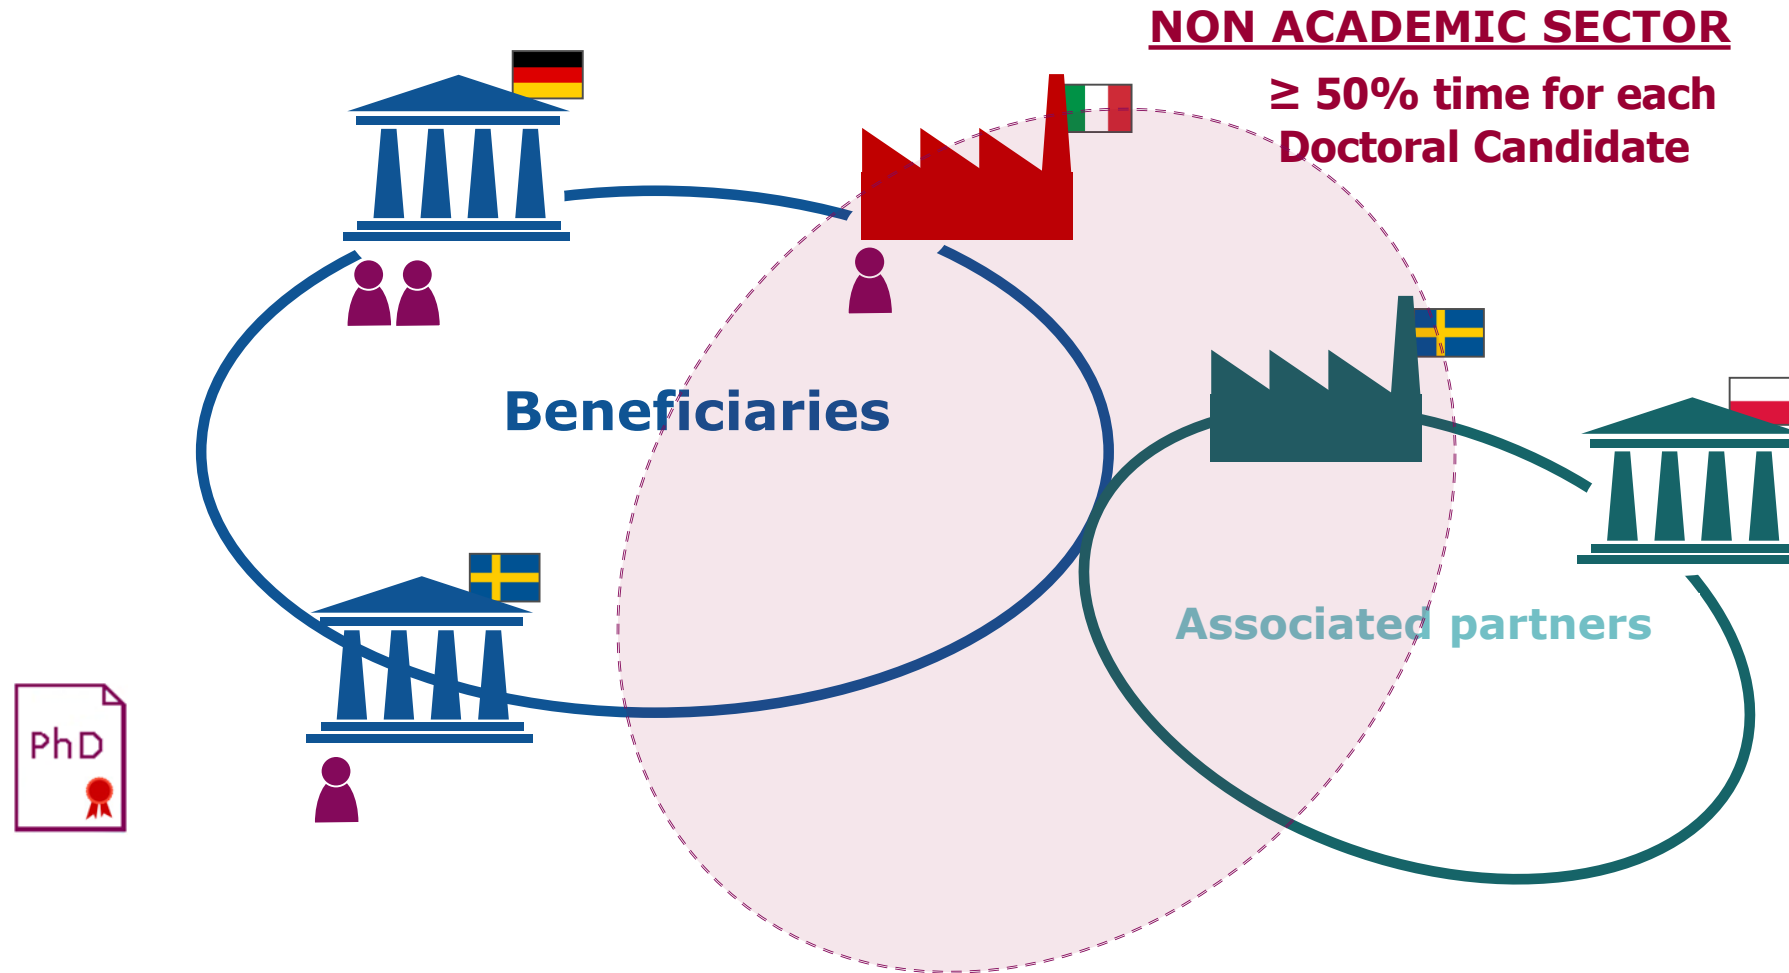 NON ACADEMIC SECTOR
≥ 50% time for each
Doctoral Candidate
Beneficiaries
Associated partners
PhD